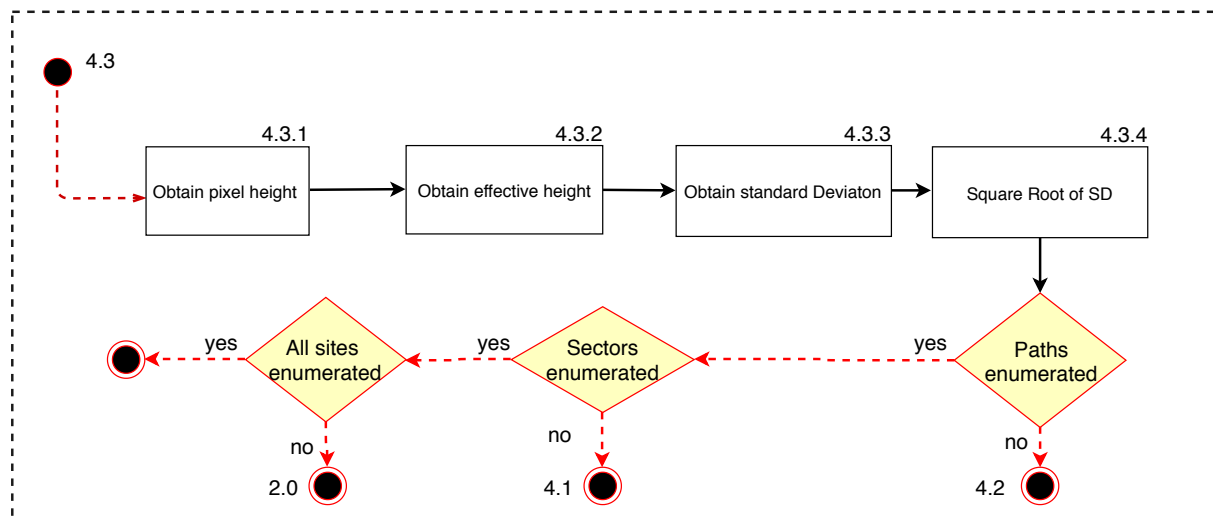 4.3
4.3.1
4.3.2
4.3.3
4.3.4
Obtain pixel height
Obtain effective height
Obtain standard Deviaton
Square Root of SD
yes
All sites
enumerated
yes
Sectors
enumerated
yes
Paths
enumerated
no
no
no
2.0
4.1
4.2